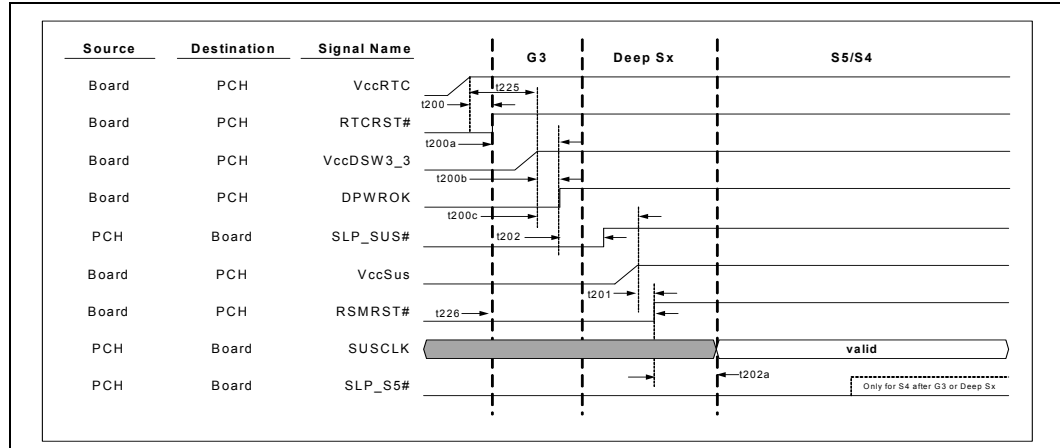 Source Destination Signal Name G3 Deep Sx S5/S4
Board PCH VccRTC
t225
t200
Board PCH RTCRST#
t200a
Board PCH VccDSW3_3
t200b
Board PCH DPWROK
t200c
PCH Board SLP_SUS# t202
Board PCH VccSus
t201
Board PCH RSMRST# t226
PCH Board SUSCLK valid
t202a
PCH Board SLP_S5# Only for S4 after G3 or Deep Sx